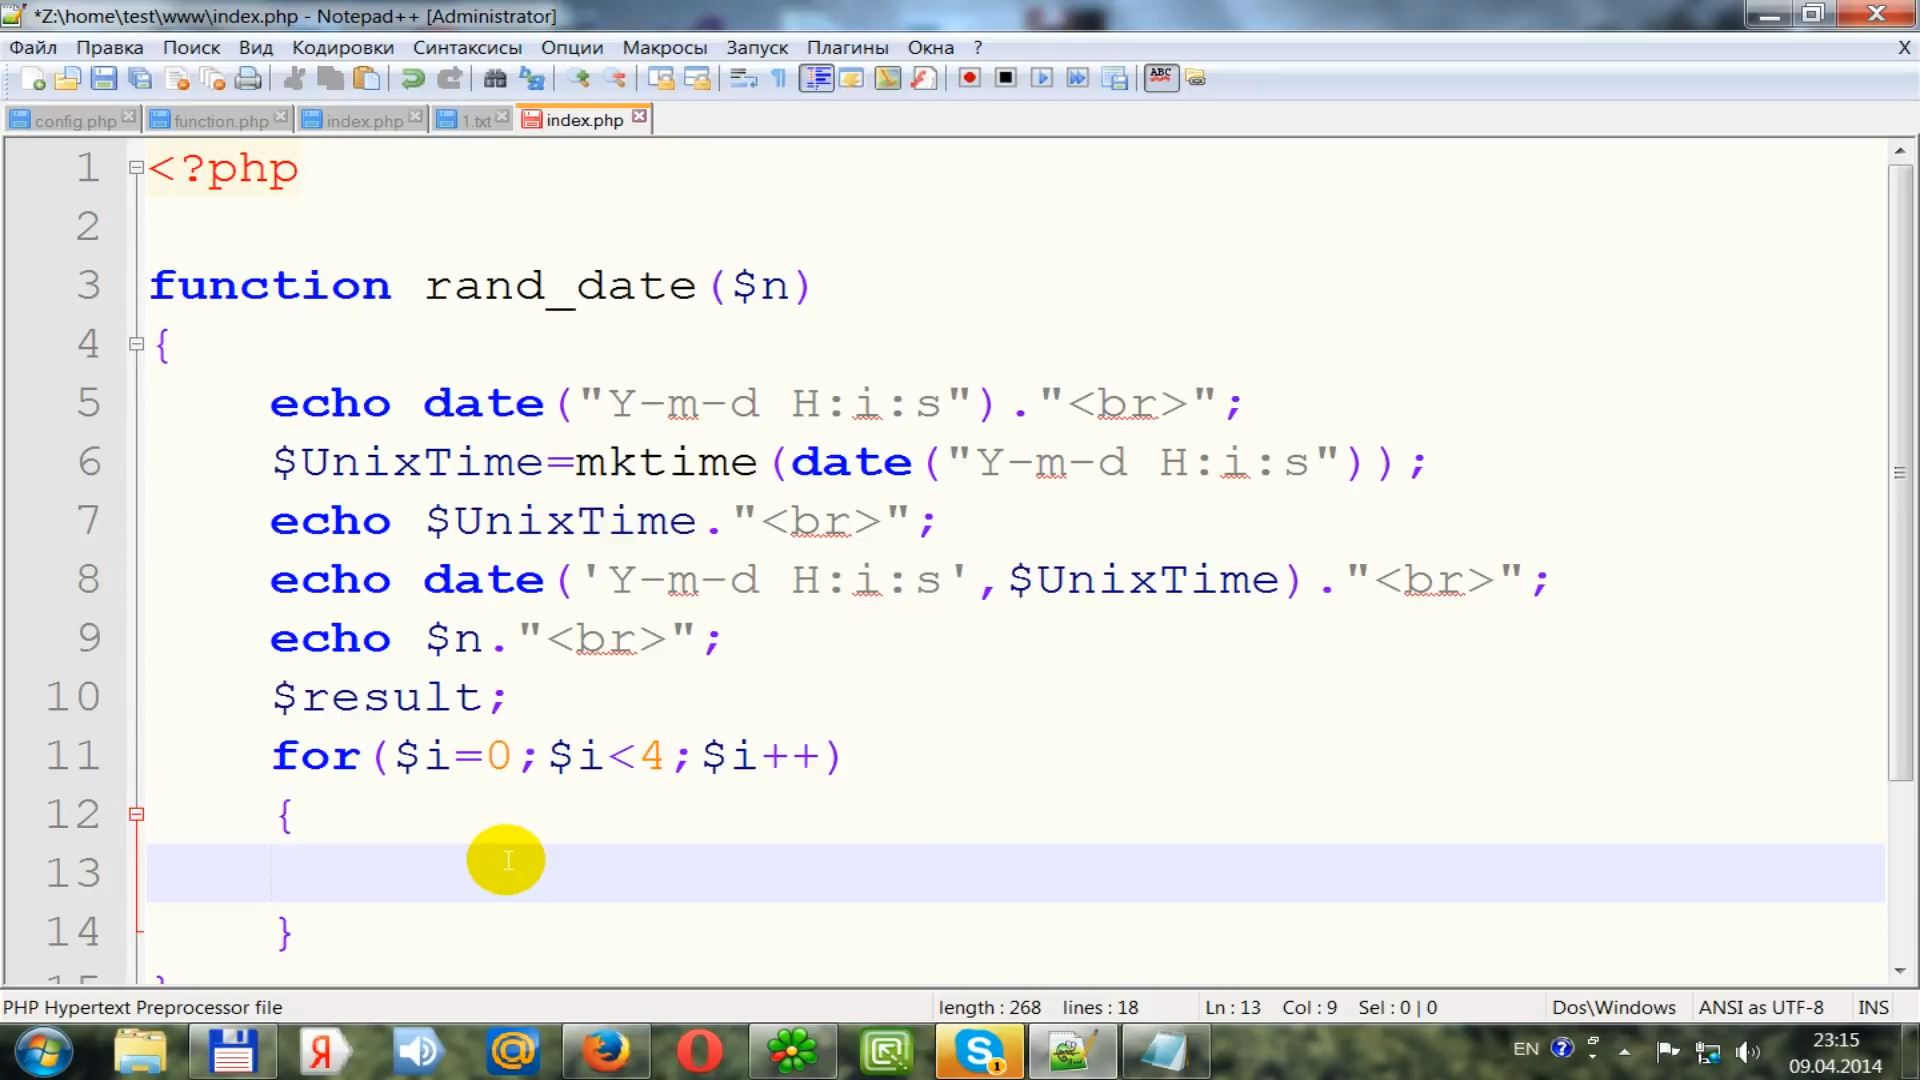 *Z:\home\test\www\index.php - Notepad++ [Administrator]
Файл Правка Поиск Вид Кодировки Синтаксисы Опции Макросы Запуск Плагины Окна ? X
ABC
config.php function.php index.php 1.txt index.php
1 <?php
2
3 function rand_date($n)
4 {
5 echo date("Y-m-d H:i:s")."<br>";
6 $UnixTime=mktime(date("Y-m-d H:i:s"));
7 echo $UnixTime."<br>";
8 echo date('Y-m-d H:i:s',$UnixTime)."<br>";
9 echo $n."<br>";
10 $result;
11 for($i=0;$i<4;$i++)
12 {
13
14 }
PHP Hypertext Preprocessor file length : 268 lines : 18 Ln : 13 Col : 9 Sel : 0 | 0 Dos\Windows ANSI as UTF-8 INS
Я @ S 1 EN ? 23:15
09.04.2014